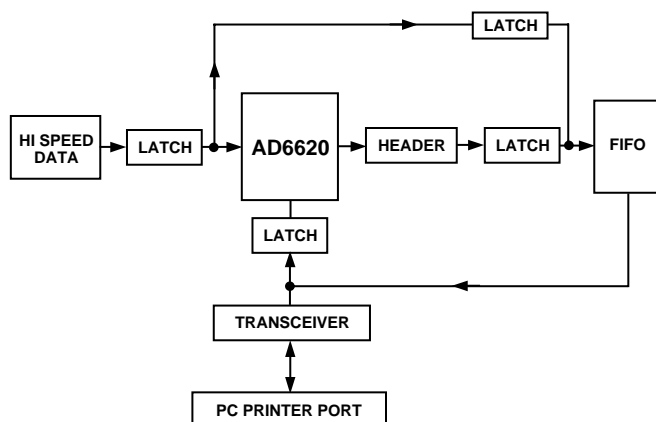 LATCH
HI SPEED
DATA
LATCH
AD6620
HEADER
LATCH
FIFO
LATCH
TRANSCEIVER
PC PRINTER PORT